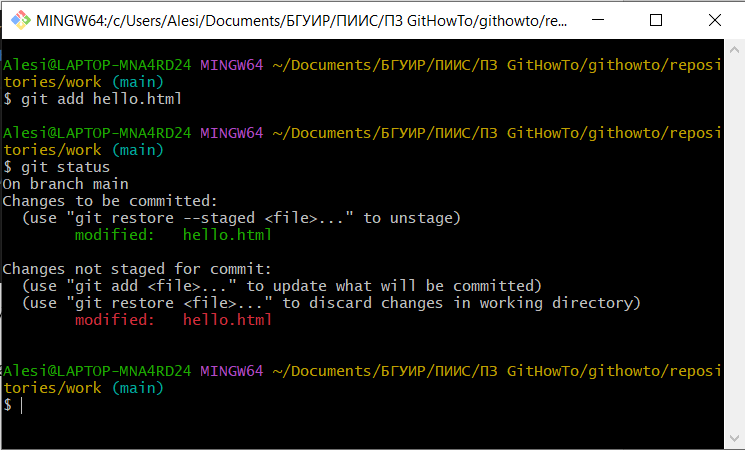 MINGW64:/c/Users/Alesi/Documents/БГУИР/ПИИС/ПЗ GitHowTo/githowto/re...
Alesi@LAPTOP-MNA4RD24 MINGW64 ~/Documents/БГУИР/ПИИС/ПЗ GitHowTo/githowto/reposi
tories/work (main)
$ git add hello.html
Alesi@LAPTOP-MNA4RD24 MINGW64 ~/Documents/БГУИР/ПИИС/ПЗ GitHowTo/githowto/reposi
tories/work (main)
$ git status
On branch main
Changes to be committed:
  (use "git restore --staged <file>..." to unstage)
        modified:   hello.html
Changes not staged for commit:
  (use "git add <file>..." to update what will be committed)
  (use "git restore <file>..." to discard changes in working directory)
        modified:   hello.html
Alesi@LAPTOP-MNA4RD24 MINGW64 ~/Documents/БГУИР/ПИИС/ПЗ GitHowTo/githowto/reposi
tories/work (main)
$